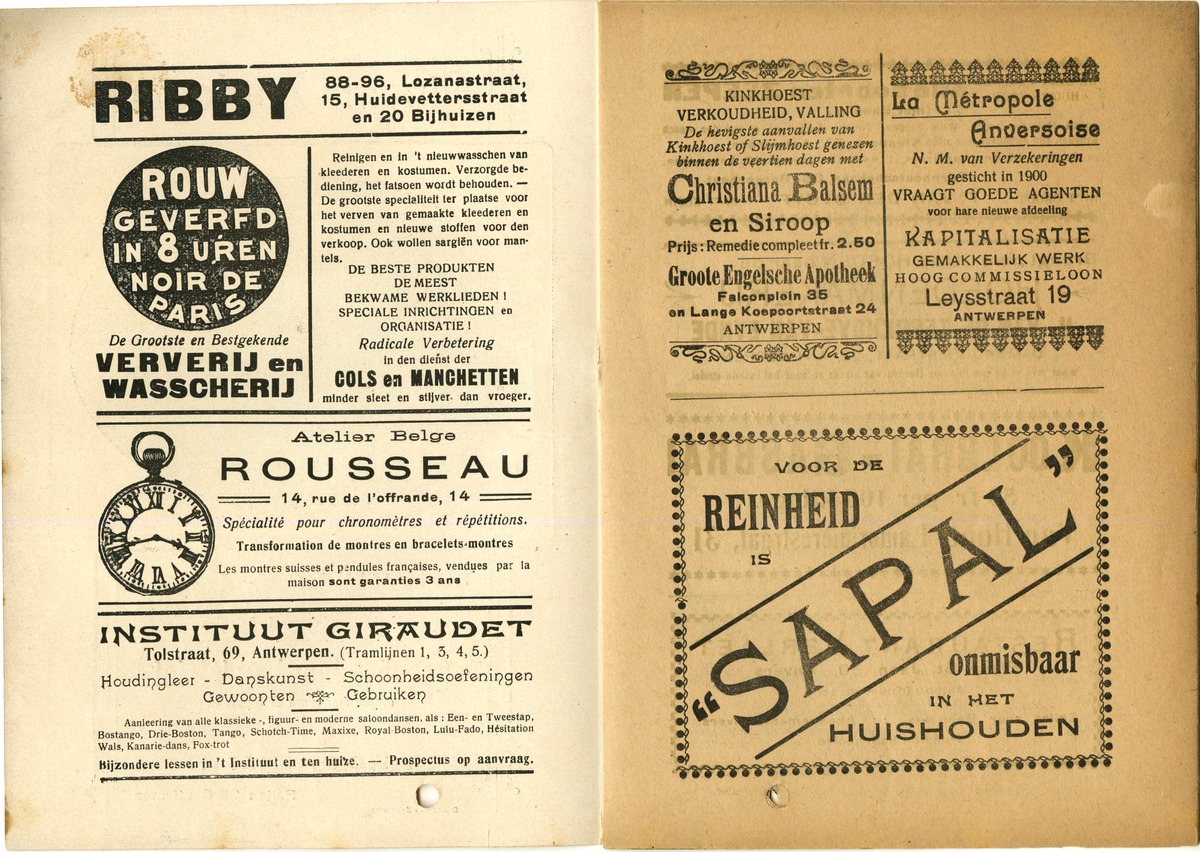 RIBBY
88-96, Lozanastraat,
15, Huidevettersstraat
en 20 Bijhuizen
ROUW
GEVERFD
IN 8 UREN
NOIR DE
PARIS
De Grootste en Bestgekende
VERVERIJ en
WASSCHERIJ
Reinigen en in 't nieuwwasschen van
kleederen en kostumen. Verzorgde be-
diening, het fatsoen wordt behouden. —
De grootste specialiteit ter plaatse voor
het verven van gemaakte kleederen en
kostumen en nieuwe stoffen voor den
verkoop. Ook wollen sargiën voor man-
tels.
DE BESTE PRODUKTEN
DE MEEST
BEKWAME WERKLIEDEN !
SPECIALE INRICHTINGEN en
ORGANISATIE !
Radicale Verbetering
in den dienst der
COLS en MANCHETTEN
minder sleet en stijver dan vroeger.
Atelier Belge
ROUSSEAU
14, rue de l'offrande, 14
Spécialité pour chronomètres et répétitions.
Transformation de montres en bracelets-montres
Les montres suisses et pendules françaises, vendues par la
maison sont garanties 3 ans
INSTITUUT GIRAUDET
Tolstraat, 69, Antwerpen. (Tramlijnen 1, 3, 4, 5.)
Houdingleer - Danskunst - Schoonheidsoefeningen
Gewoonten Gebruiken
Aanleering van alle klassieke -, figuur- en moderne saloondansen, als : Een- en Tweestap,
Bostango, Drie-Boston, Tango, Schotch-Time, Maxixe, Royal-Boston, Lulu-Fado, Hésitation
Wals, Kanarie-dans, Fox-trot
Bijzondere lessen in 't Instituut en ten huize. — Prospectus op aanvraag.
KINKHOEST
VERKOUDHEID, VALLING
De hevigste aanvallen van
Kinkhoest of Slijmhoest genezen
binnen de veertien dagen met
Christiana Balsem
en Siroop
Prijs : Remedie compleet fr. 2.50
Groote Engelsche Apotheek
Falconplein 35
en Lange Koepoortstraat 24
ANTWERPEN
La Métropole
Anversoise
N. M. van Verzekeringen
gesticht in 1900
VRAAGT GOEDE AGENTEN
voor hare nieuwe afdeeling
KAPITALISATIE
GEMAKKELIJK WERK
HOOG COMMISSIELOON
Leysstraat 19
ANTWERPEN
VOOR DE
REINHEID
IS
“SAPAL”
onmisbaar
IN HET
HUISHOUDEN